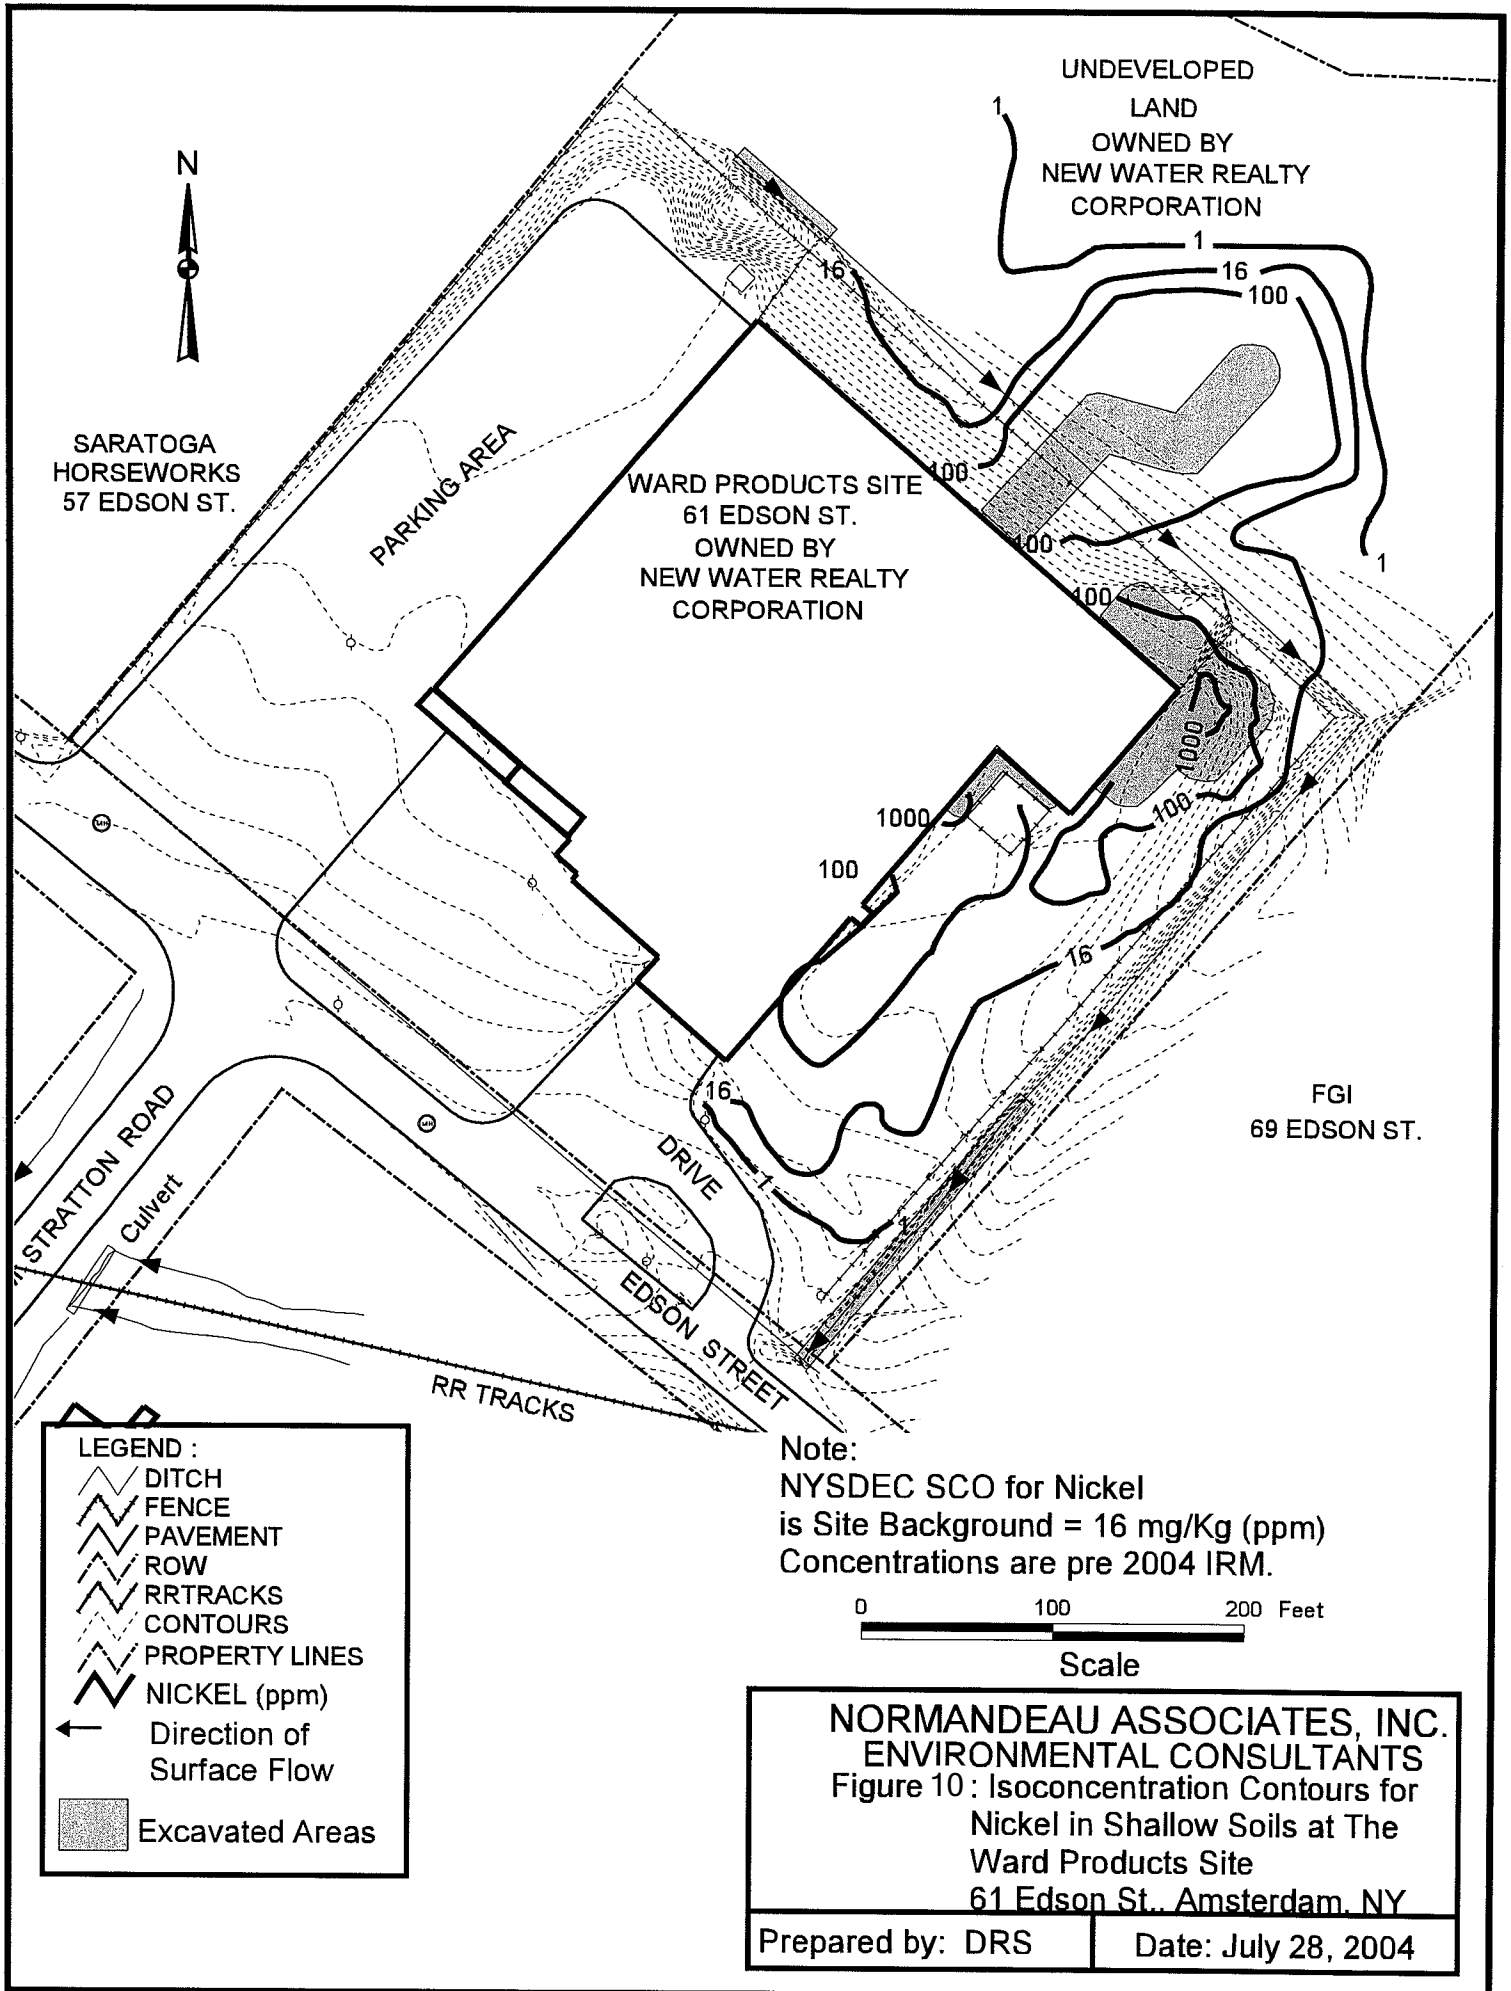 UNDEVELOPED
LAND
OWNED BY
NEW WATER REALTY
CORPORATION
1
N
1
16
100
16
SARATOGA
HORSEWORKS
57 EDSON ST.
PARKING AREA
100
WARD PRODUCTS SITE
61 EDSON ST.
OWNED BY
NEW WATER REALTY
CORPORATION
100
1
100
1000
100
1000
100
16
16
FGI
69 EDSON ST.
DRIVE
1
1
STRATTON ROAD
Culvert
EDSON STREET
RR TRACKS
LEGEND :
DITCH
FENCE
PAVEMENT
ROW
RRTRACKS
CONTOURS
PROPERTY LINES
NICKEL (ppm)
Direction of
Surface Flow
Excavated Areas
Note:
NYSDEC SCO for Nickel
is Site Background = 16 mg/Kg (ppm)
Concentrations are pre 2004 IRM.
0 100 200 Feet
Scale
NORMANDEAU ASSOCIATES, INC.
ENVIRONMENTAL CONSULTANTS
Figure 10 : Isoconcentration Contours for
Nickel in Shallow Soils at The
Ward Products Site
61 Edson St., Amsterdam, NY
Prepared by: DRS
Date: July 28, 2004